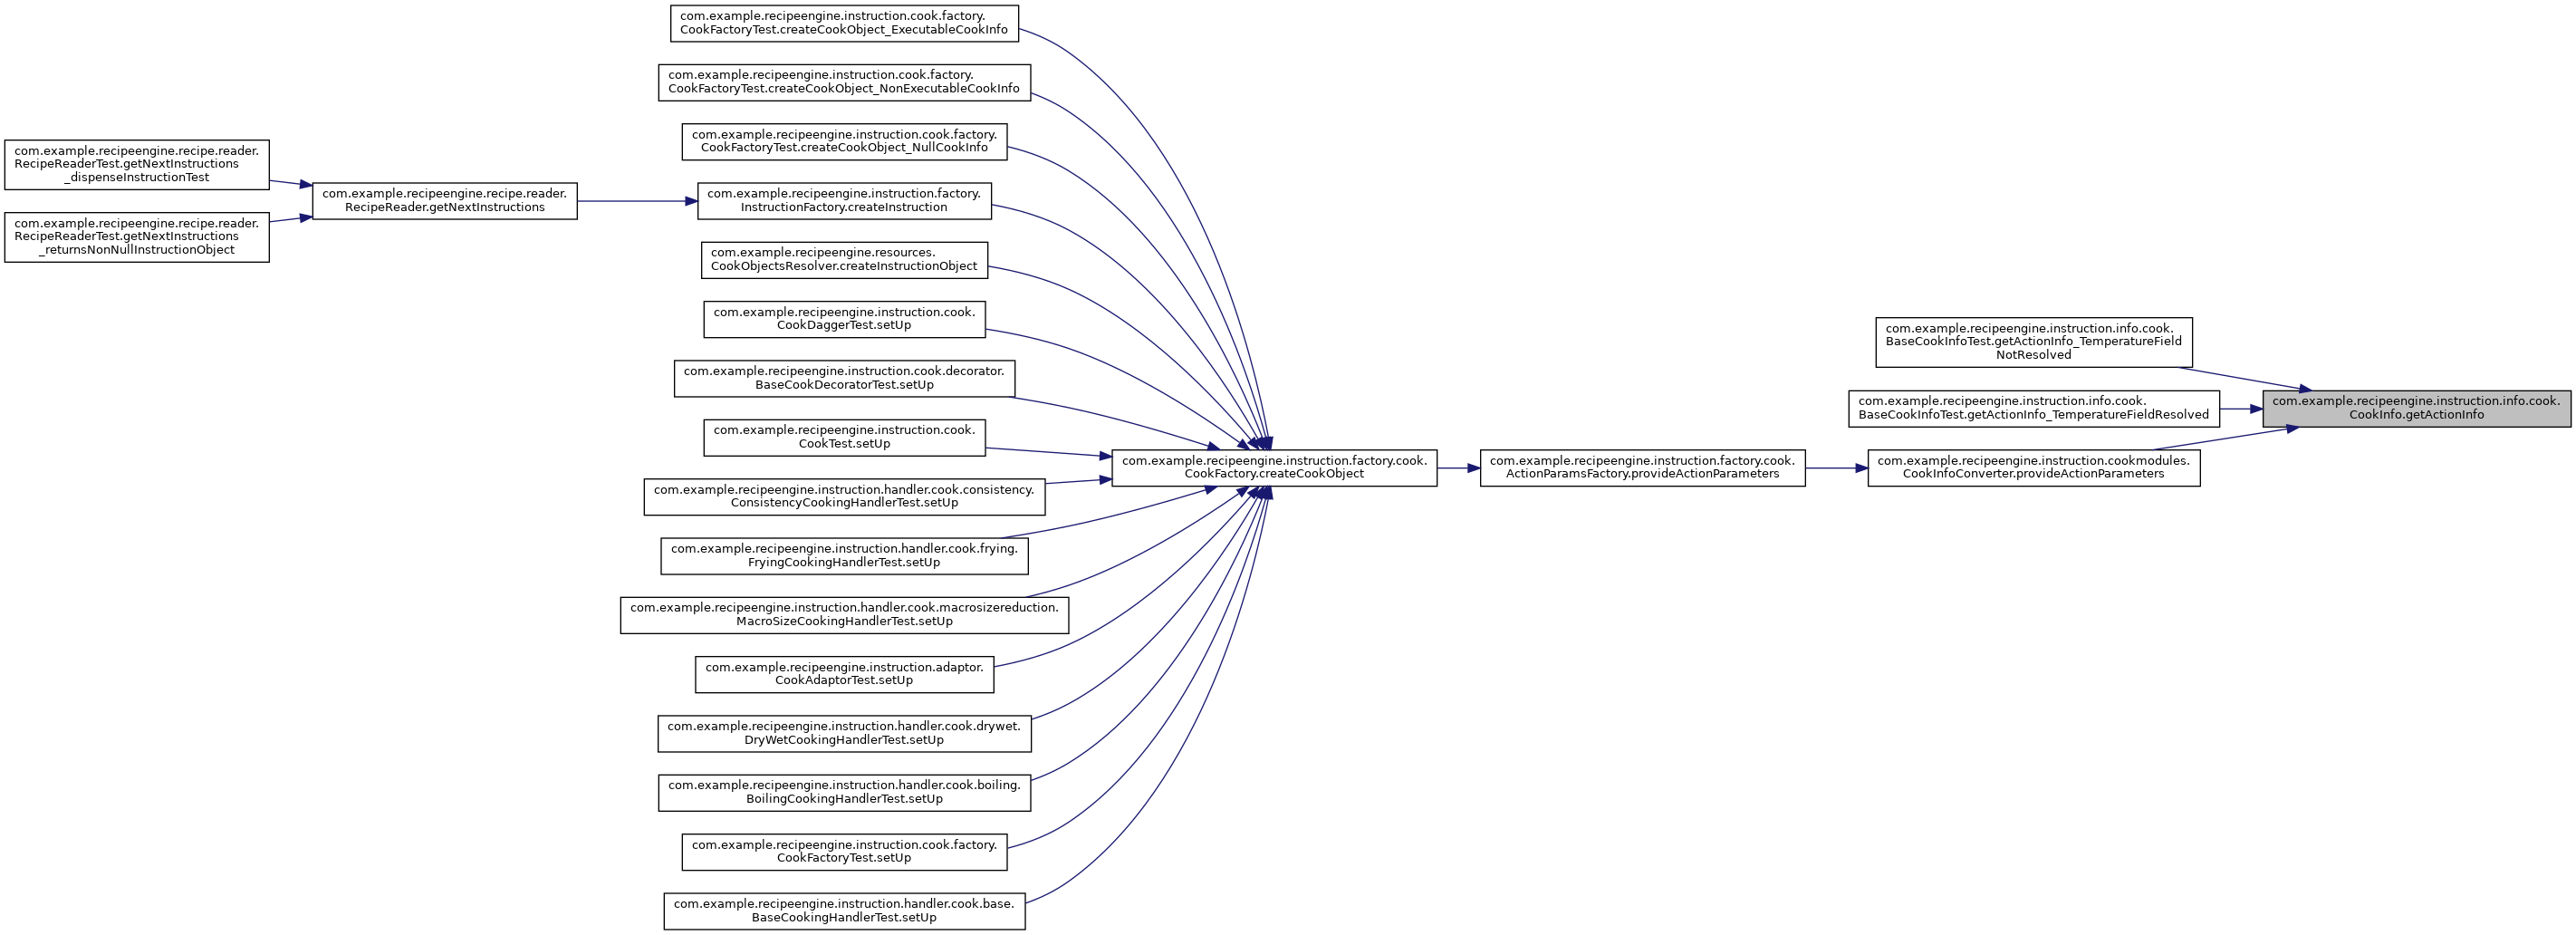 com.example.recipeengine.instruction.cook.factory.
CookFactoryTest.createCookObject_ExecutableCookInfo
com.example.recipeengine.instruction.cook.factory.
CookFactoryTest.createCookObject_NonExecutableCookInfo
com.example.recipeengine.instruction.cook.factory.
CookFactoryTest.createCookObject_NullCookInfo
com.example.recipeengine.recipe.reader.
RecipeReaderTest.getNextInstructions
_dispenseInstructionTest
com.example.recipeengine.recipe.reader.
RecipeReaderTest.getNextInstructions
_returnsNonNullInstructionObject
com.example.recipeengine.recipe.reader.
RecipeReader.getNextInstructions
com.example.recipeengine.instruction.factory.
InstructionFactory.createInstruction
com.example.recipeengine.resources.
CookObjectsResolver.createInstructionObject
com.example.recipeengine.instruction.cook.
CookDaggerTest.setUp
com.example.recipeengine.instruction.cook.decorator.
BaseCookDecoratorTest.setUp
com.example.recipeengine.instruction.cook.
CookTest.setUp
com.example.recipeengine.instruction.handler.cook.consistency.
ConsistencyCookingHandlerTest.setUp
com.example.recipeengine.instruction.handler.cook.frying.
FryingCookingHandlerTest.setUp
com.example.recipeengine.instruction.handler.cook.macrosizereduction.
MacroSizeCookingHandlerTest.setUp
com.example.recipeengine.instruction.adaptor.
CookAdaptorTest.setUp
com.example.recipeengine.instruction.handler.cook.drywet.
DryWetCookingHandlerTest.setUp
com.example.recipeengine.instruction.handler.cook.boiling.
BoilingCookingHandlerTest.setUp
com.example.recipeengine.instruction.cook.factory.
CookFactoryTest.setUp
com.example.recipeengine.instruction.handler.cook.base.
BaseCookingHandlerTest.setUp
com.example.recipeengine.instruction.factory.cook.
CookFactory.createCookObject
com.example.recipeengine.instruction.factory.cook.
ActionParamsFactory.provideActionParameters
com.example.recipeengine.instruction.info.cook.
BaseCookInfoTest.getActionInfo_TemperatureField
NotResolved
com.example.recipeengine.instruction.info.cook.
BaseCookInfoTest.getActionInfo_TemperatureFieldResolved
com.example.recipeengine.instruction.cookmodules.
CookInfoConverter.provideActionParameters
com.example.recipeengine.instruction.info.cook.
CookInfo.getActionInfo